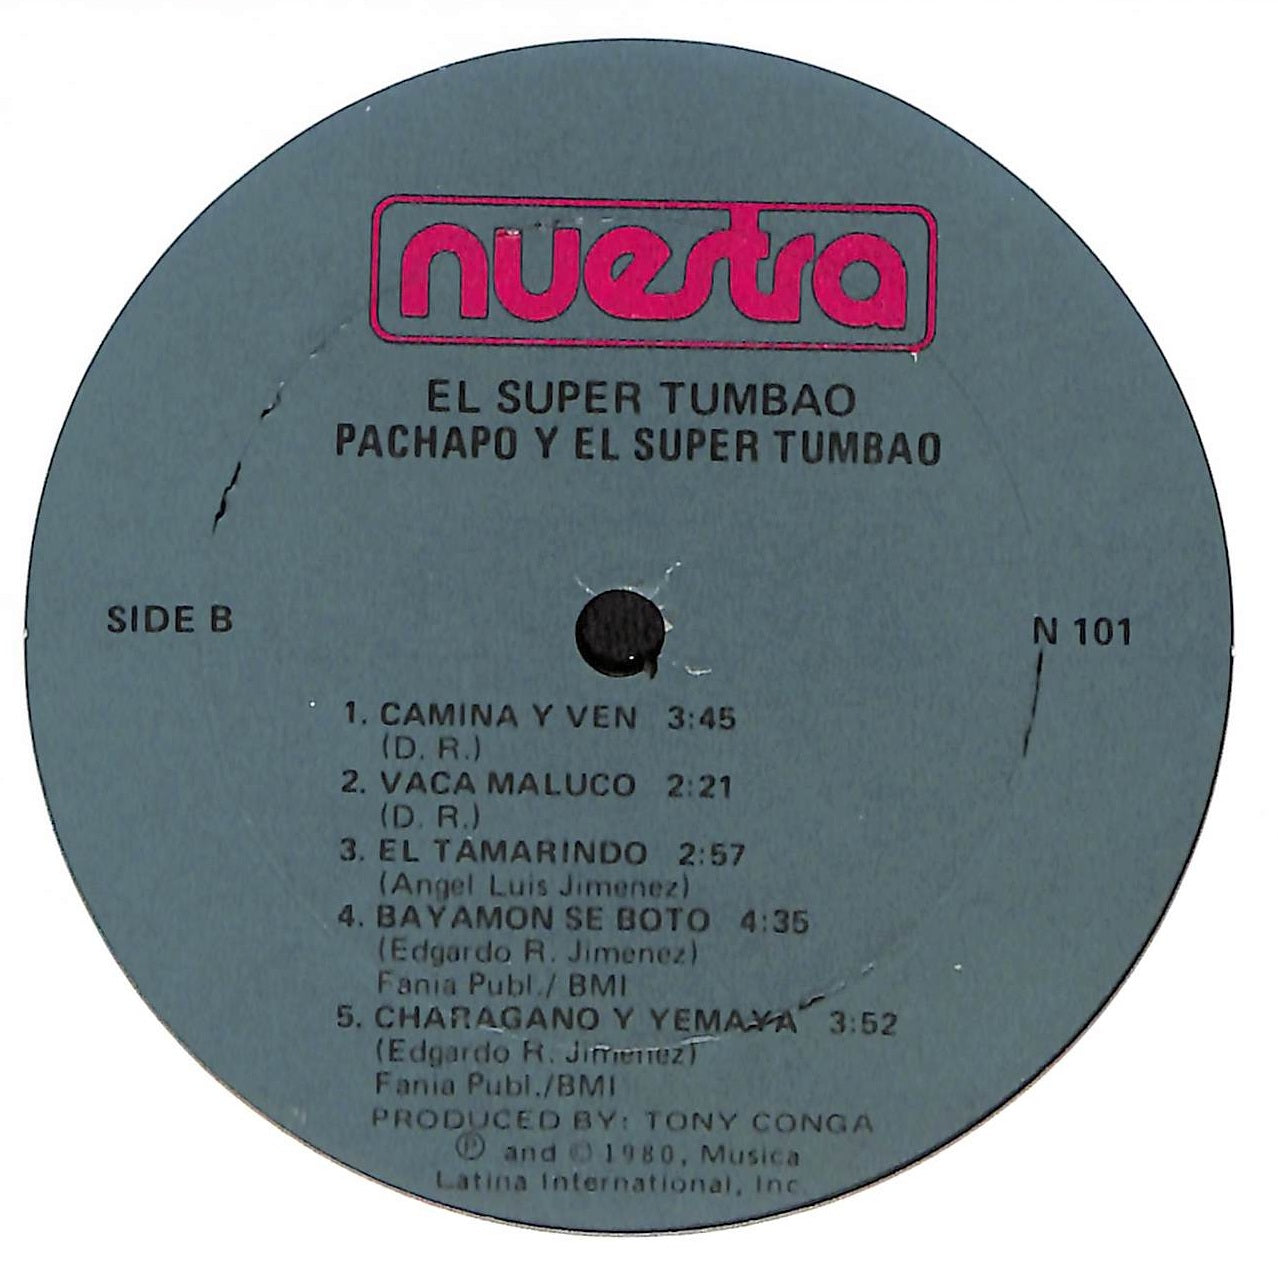 nuestra
EL SUPER TUMBAO
PACHAPO Y EL SUPER TUMBAO
SIDE B
N 101
1. CAMINA Y VEN 3:45
(D. R.)
2. VACA MALUCO 2:21
(D. R.)
3. EL TAMARINDO 2:57
(Angel Luis Jimenez)
4. BAYAMON SE BOTO 4:35
(Edgardo R. Jimenez)
Fania Publ./ BMI
5. CHARAGANO Y YEMAYA 3:52
(Edgardo R. Jimenez)
Fania Publ./BMI
PRODUCED BY: TONY CONGA
Ⓟ and © 1980, Musica
Latina International, Inc.